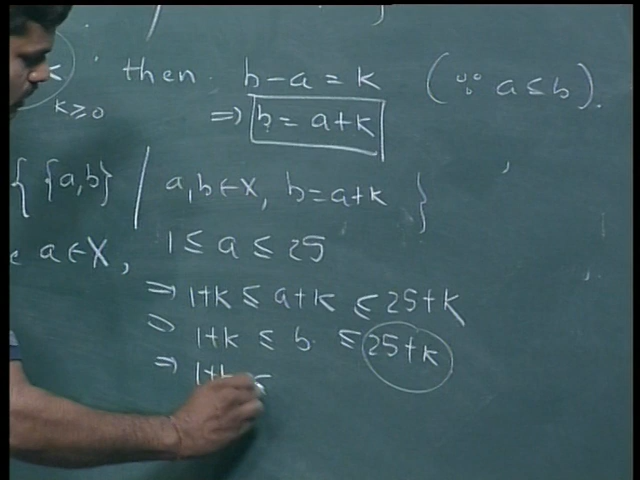 then b-a = k (∵ a ≤ b).
k ≥ 0
⇒ b = a+k
{ {a,b} | a,b ∈ X, b = a+k }
a ∈ X, 1 ≤ a ≤ 25
⇒ 1+k ≤ a+k ≤ 25+k
⇒ 1+k ≤ b ≤ 25+k
⇒ 1+k ≤